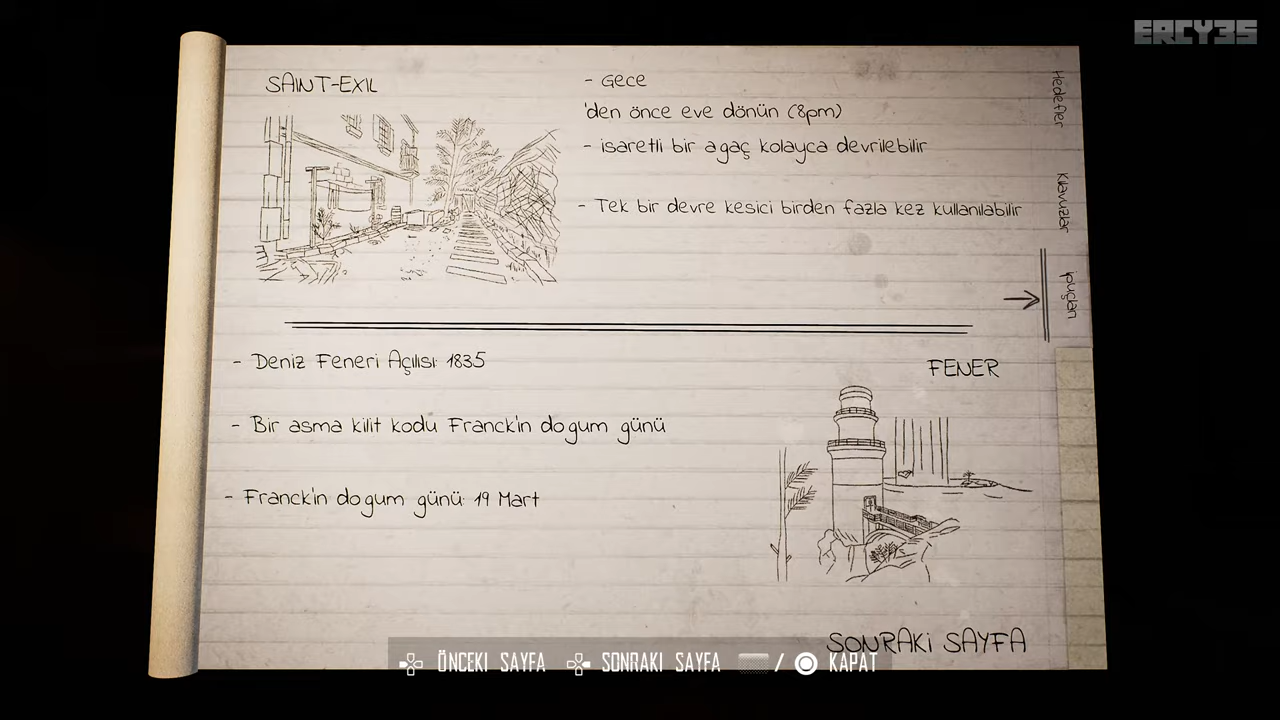 ERCY35
SAINT-EXIL
- Gece
'den önce eve dönün (8pm)
- isaretli bir agaç kolayca devrilebilir
- Tek bir devre kesici birden fazla kez kullanılabilir
Hedefler
Kılavuzlar
İpuçları
- Deniz Feneri Açılısı: 1835
- Bir asma kilit kodu Franck'in dogum günü
- Franck'in dogum günü: 19 Mart
FENER
SONRAKİ SAYFA
ÖNCEKI SAYFA SONRAKI SAYFA / KAPAT